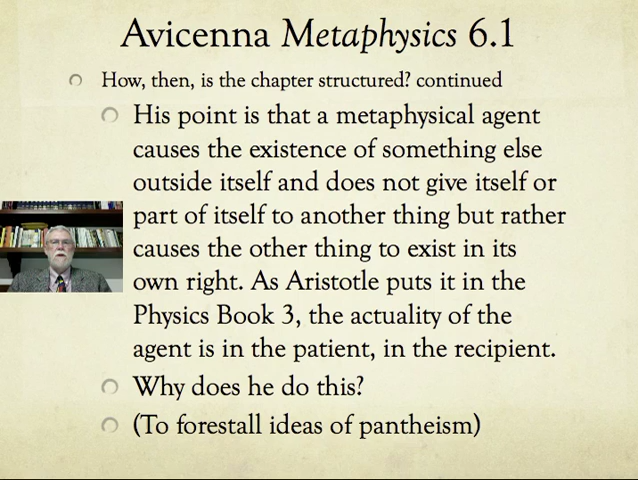 Avicenna Metaphysics 6.1
How, then, is the chapter structured? continued
His point is that a metaphysical agent
causes the existence of something else
outside itself and does not give itself or
part of itself to another thing but rather
causes the other thing to exist in its
own right. As Aristotle puts it in the
Physics Book 3, the actuality of the
agent is in the patient, in the recipient.
Why does he do this?
(To forestall ideas of pantheism)